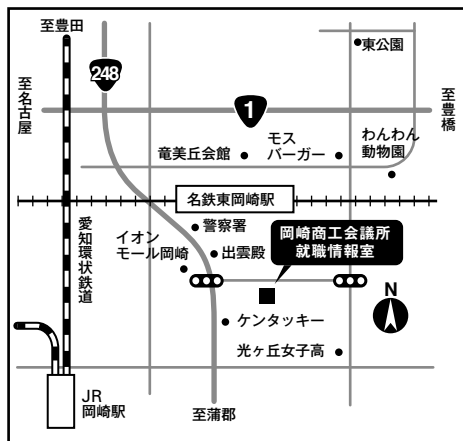 至豊田
東公園
248
至名古屋
1
至豊橋
竜美丘会館
モス
バーガー
わんわん
動物園
名鉄東岡崎駅
愛知環状鉄道
警察署
イオン
モール岡崎
出雲殿
岡崎商工会議所
就職情報室
N
ケンタッキー
光ヶ丘女子高
JR
岡崎駅
至蒲郡